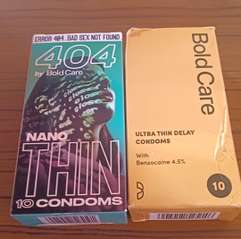 ERROR 404..BAD SEX NOT FOUND
404
by Bold Care
NANO
THIN
10 CONDOMS
Bold Care
ULTRA THIN DELAY
CONDOMS
With
Benzocaine 4.5%
10